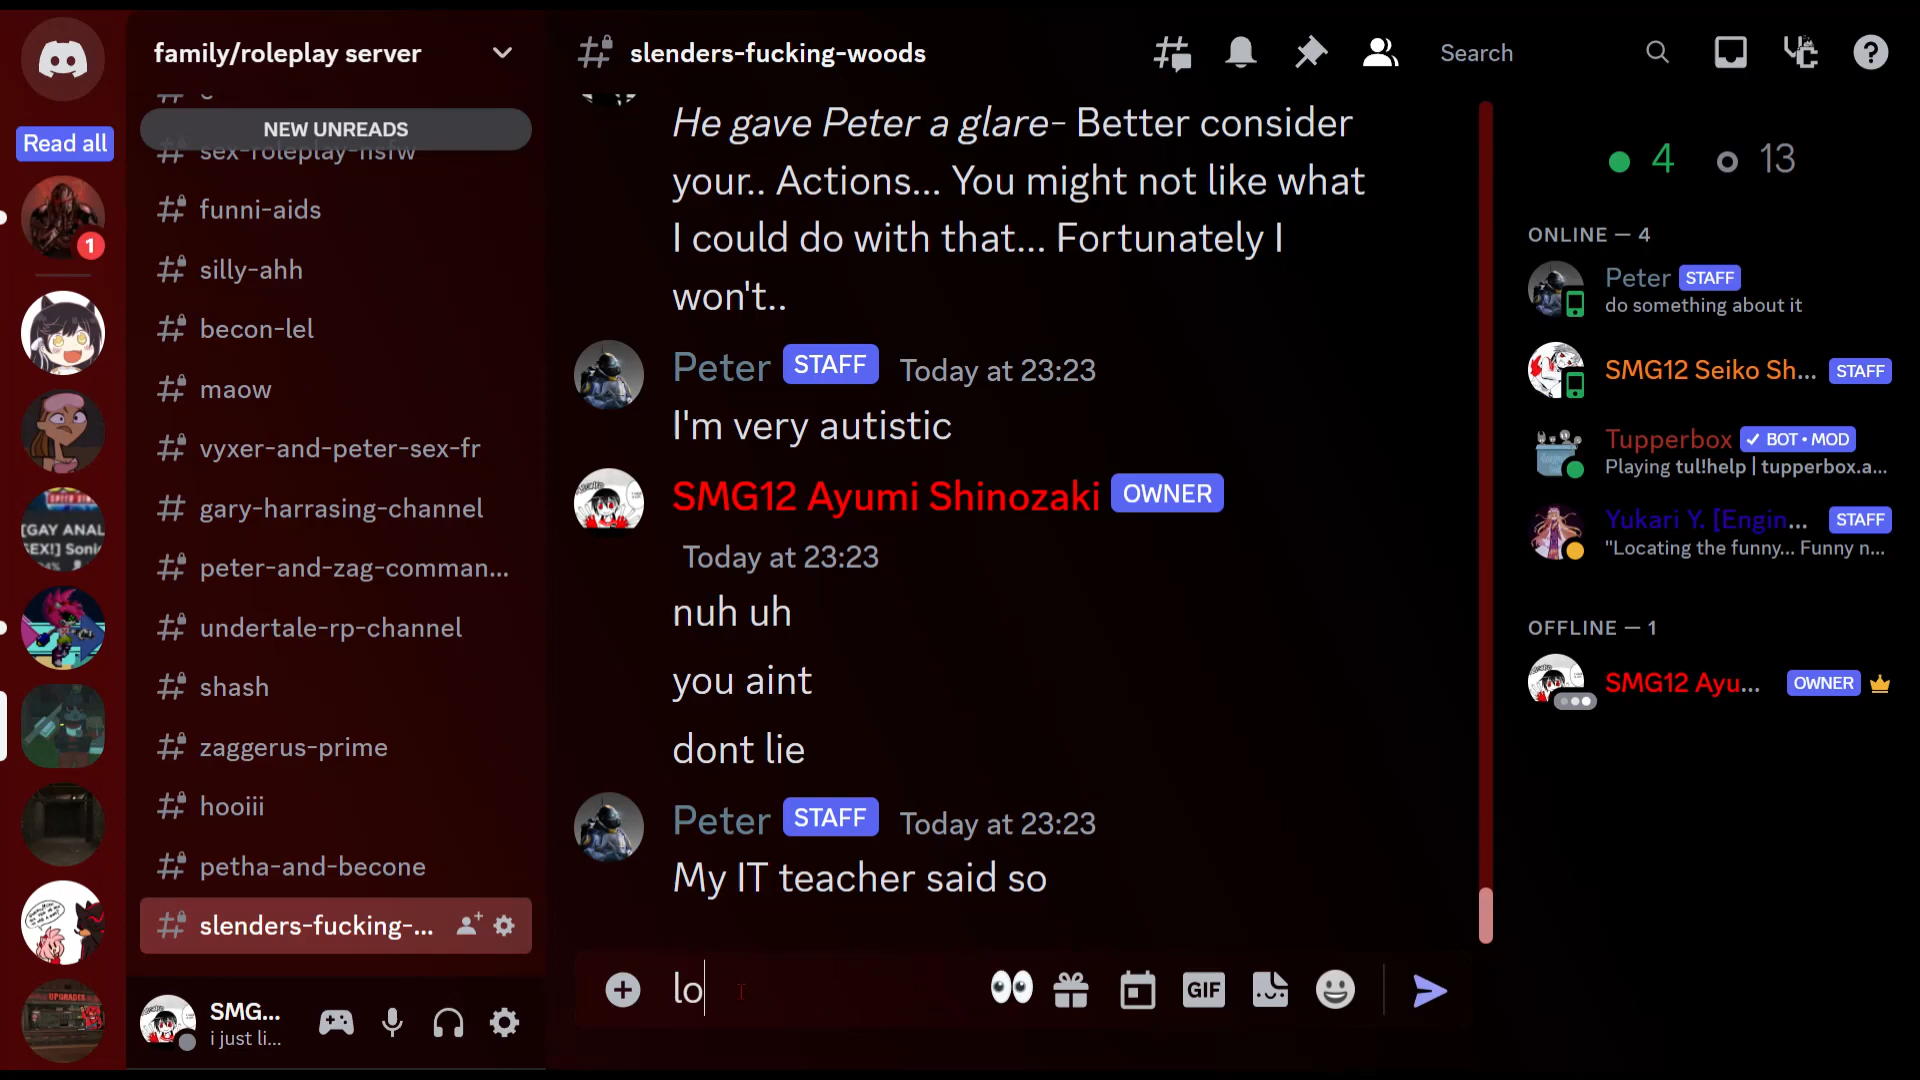 family/roleplay server
slenders-fucking-woods
Search
Read all
NEW UNREADS
sex-roleplay-nsfw
funni-aids
silly-ahh
becon-lel
maow
vyxer-and-peter-sex-fr
gary-harrasing-channel
peter-and-zag-comman...
undertale-rp-channel
shash
zaggerus-prime
hooiii
petha-and-becone
slenders-fucking-...
1
[GAY ANAL
SEX!] Soni
UPGRADES
SMG...
i just li...
He gave Peter a glare- Better consider
your.. Actions... You might not like what
I could do with that... Fortunately I
won't..
Peter STAFF Today at 23:23
I'm very autistic
SMG12 Ayumi Shinozaki OWNER
Today at 23:23
nuh uh
you aint
dont lie
Peter STAFF Today at 23:23
My IT teacher said so
lo
GIF
4 13
ONLINE — 4
Peter STAFF
do something about it
SMG12 Seiko Sh... STAFF
Tupperbox ✓ BOT • MOD
Playing tul!help | tupperbox.a...
Yukari Y. [Engin... STAFF
"Locating the funny... Funny n...
OFFLINE — 1
SMG12 Ayu... OWNER